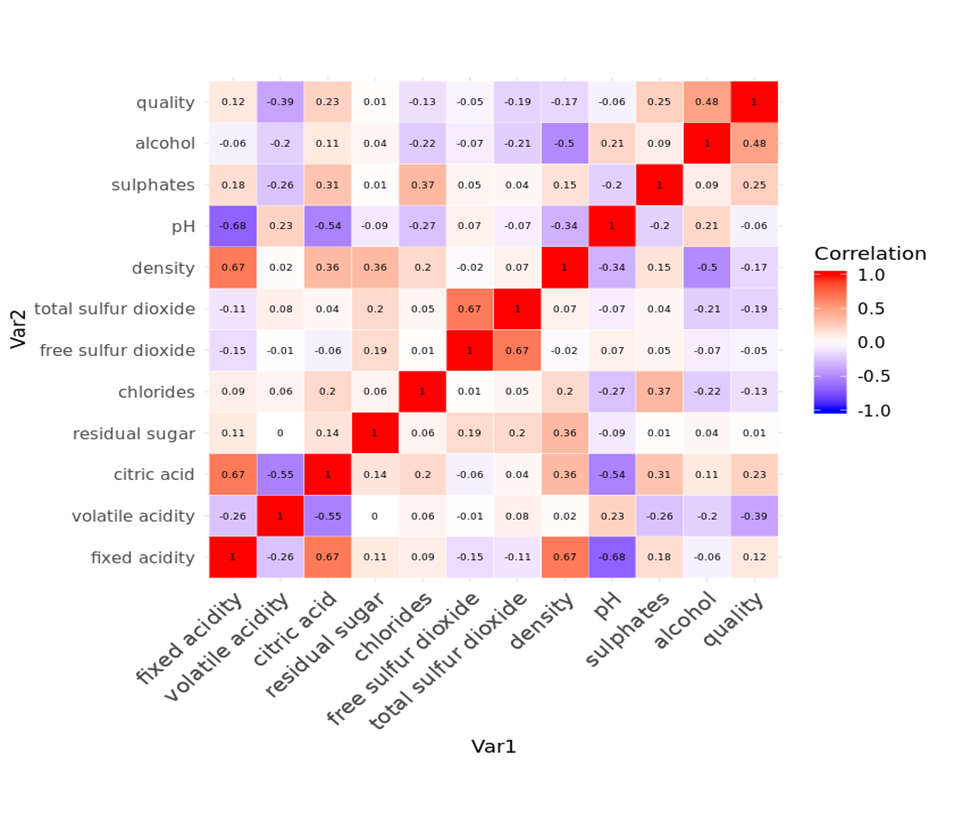 quality 0.12 -0.39 0.23 0.01 -0.13 -0.05 -0.19 -0.17 -0.06 0.25 0.48 1
alcohol -0.06 -0.2 0.11 0.04 -0.22 -0.07 -0.21 -0.5 0.21 0.09 1 0.48
sulphates 0.18 -0.26 0.31 0.01 0.37 0.05 0.04 0.15 -0.2 1 0.09 0.25
pH -0.68 0.23 -0.54 -0.09 -0.27 0.07 -0.07 -0.34 1 -0.2 0.21 -0.06
density 0.67 0.02 0.36 0.36 0.2 -0.02 0.07 1 -0.34 0.15 -0.5 -0.17
total sulfur dioxide -0.11 0.08 0.04 0.2 0.05 0.67 1 0.07 -0.07 0.04 -0.21 -0.19
free sulfur dioxide -0.15 -0.01 -0.06 0.19 0.01 1 0.67 -0.02 0.07 0.05 -0.07 -0.05
chlorides 0.09 0.06 0.2 0.06 1 0.01 0.05 0.2 -0.27 0.37 -0.22 -0.13
residual sugar 0.11 0 0.14 1 0.06 0.19 0.2 0.36 -0.09 0.01 0.04 0.01
citric acid 0.67 -0.55 1 0.14 0.2 -0.06 0.04 0.36 -0.54 0.31 0.11 0.23
volatile acidity -0.26 1 -0.55 0 0.06 -0.01 0.08 0.02 0.23 -0.26 -0.2 -0.39
fixed acidity 1 -0.26 0.67 0.11 0.09 -0.15 -0.11 0.67 -0.68 0.18 -0.06 0.12
Var2
fixed acidity
volatile acidity
citric acid
residual sugar
chlorides
free sulfur dioxide
total sulfur dioxide
density
pH
sulphates
alcohol
quality
Var1
Correlation
1.0
0.5
0.0
-0.5
-1.0